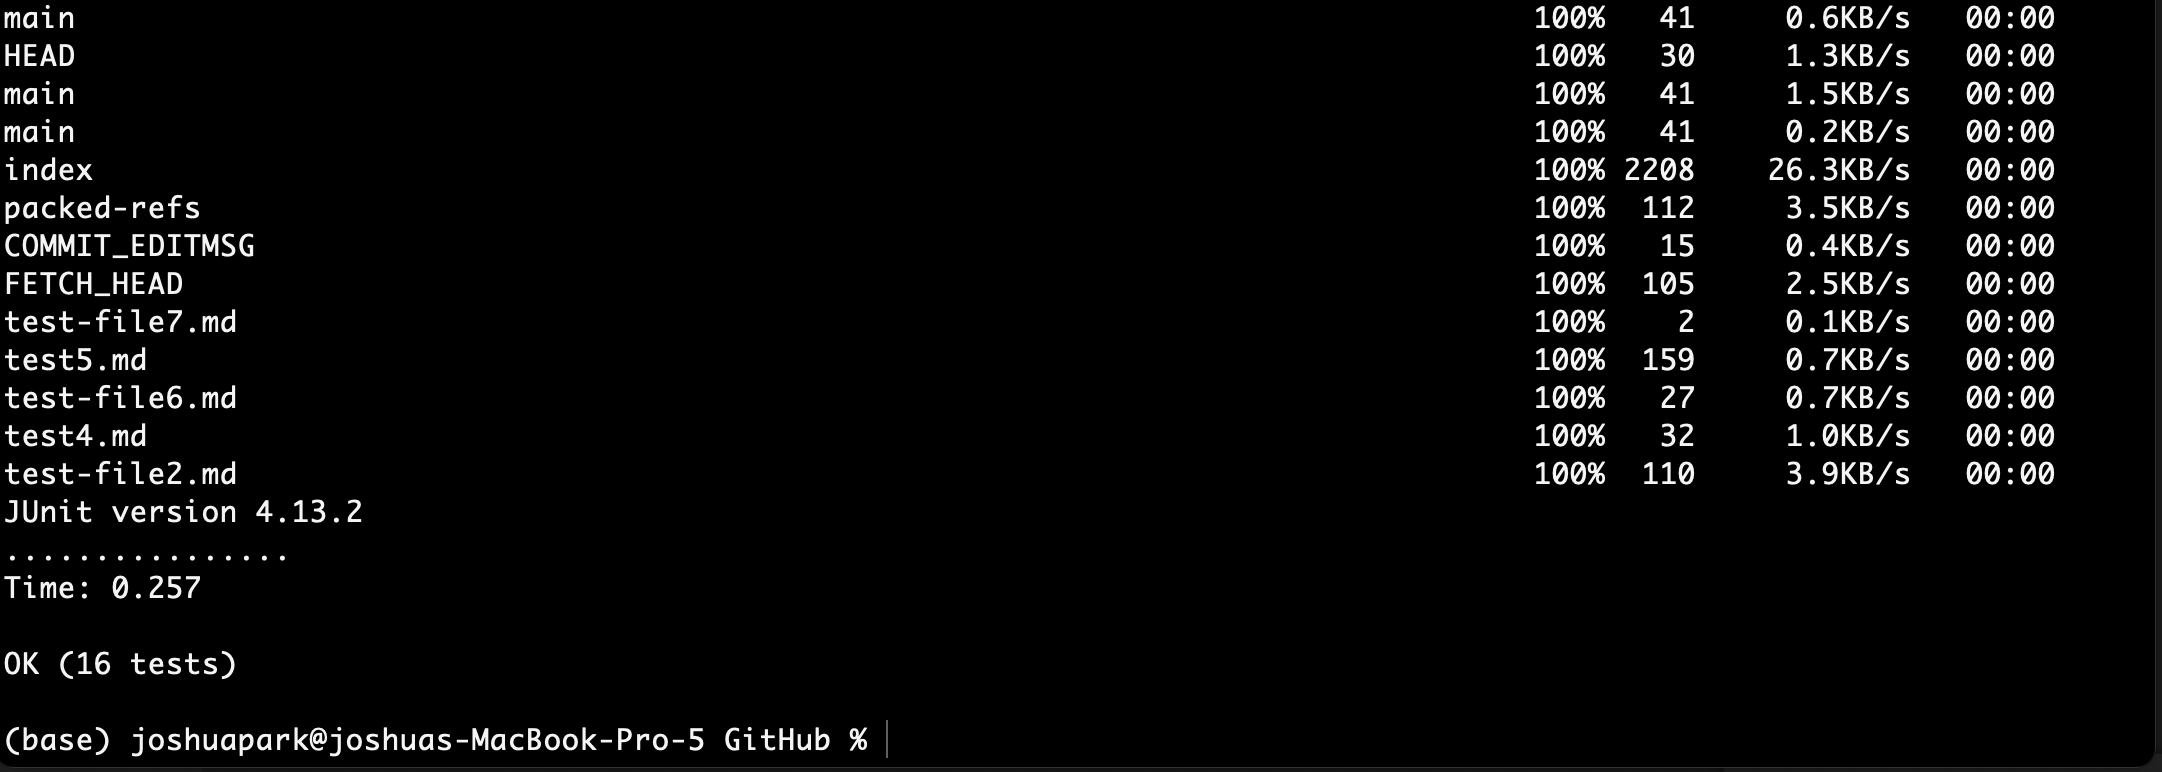 main 100% 41 0.6KB/s 00:00
HEAD 100% 30 1.3KB/s 00:00
main 100% 41 1.5KB/s 00:00
main 100% 41 0.2KB/s 00:00
index 100% 2208 26.3KB/s 00:00
packed-refs 100% 112 3.5KB/s 00:00
COMMIT_EDITMSG 100% 15 0.4KB/s 00:00
FETCH_HEAD 100% 105 2.5KB/s 00:00
test-file7.md 100% 2 0.1KB/s 00:00
test5.md 100% 159 0.7KB/s 00:00
test-file6.md 100% 27 0.7KB/s 00:00
test4.md 100% 32 1.0KB/s 00:00
test-file2.md 100% 110 3.9KB/s 00:00
JUnit version 4.13.2
................
Time: 0.257
OK (16 tests)
(base) joshuapark@joshuas-MacBook-Pro-5 GitHub %